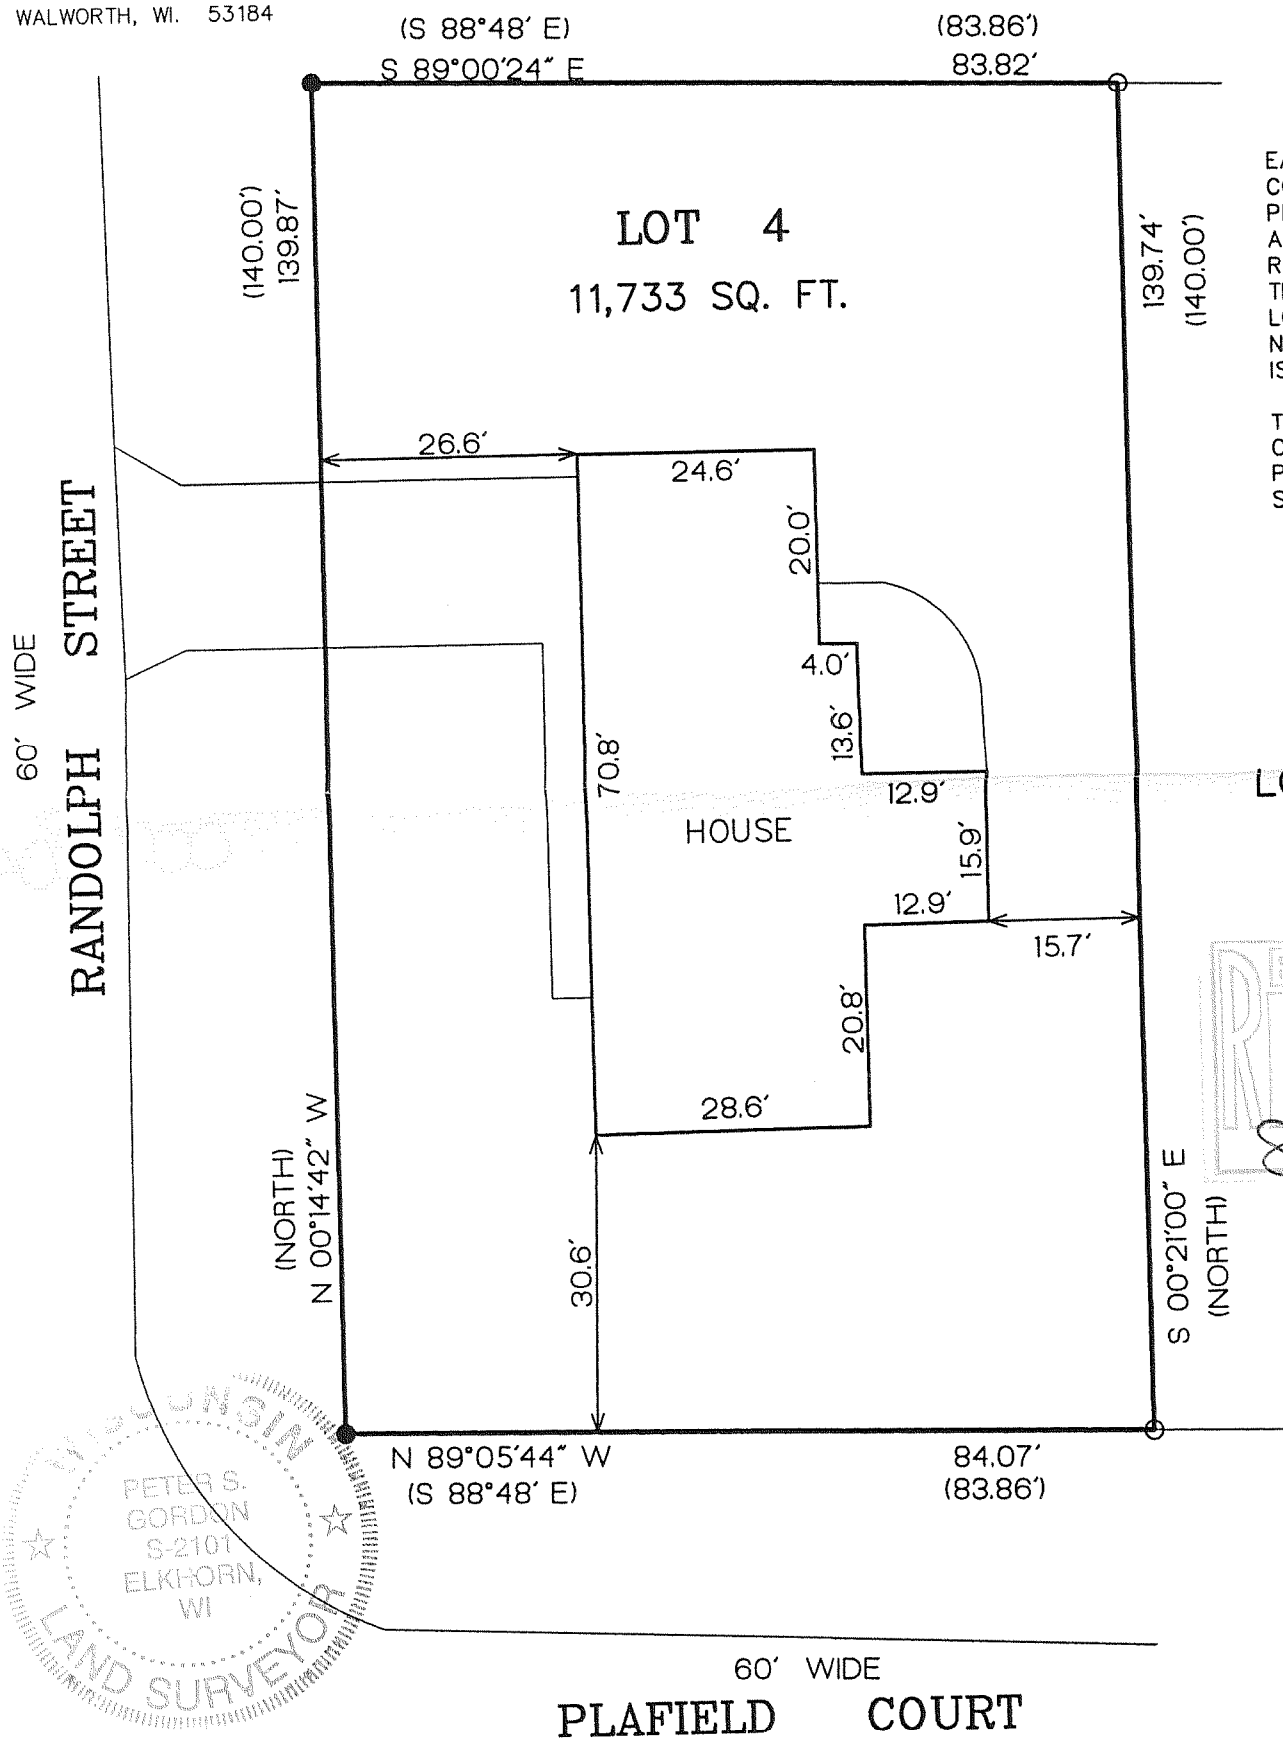 WALWORTH, WI. 53184
(S 88°48' E)
(83.86')
S 89°00'24" E
83.82'
(140.00')
139.87'
LOT 4
11,733 SQ. FT.
139.74'
(140.00')
26.6'
24.6'
20.0'
4.0'
13.6'
12.9'
70.8'
HOUSE
15.9'
12.9'
15.7'
20.8'
28.6'
30.6'
60' WIDE
RANDOLPH STREET
(NORTH)
N 00°14'42" W
S 00°21'00" E
(NORTH)
N 89°05'44" W
84.07'
(S 88°48' E)
(83.86')
WISCONSIN
PETER S.
GORDON
S-2101
ELKHORN,
WI
LAND SURVEYOR
60' WIDE
PLAFIELD COURT